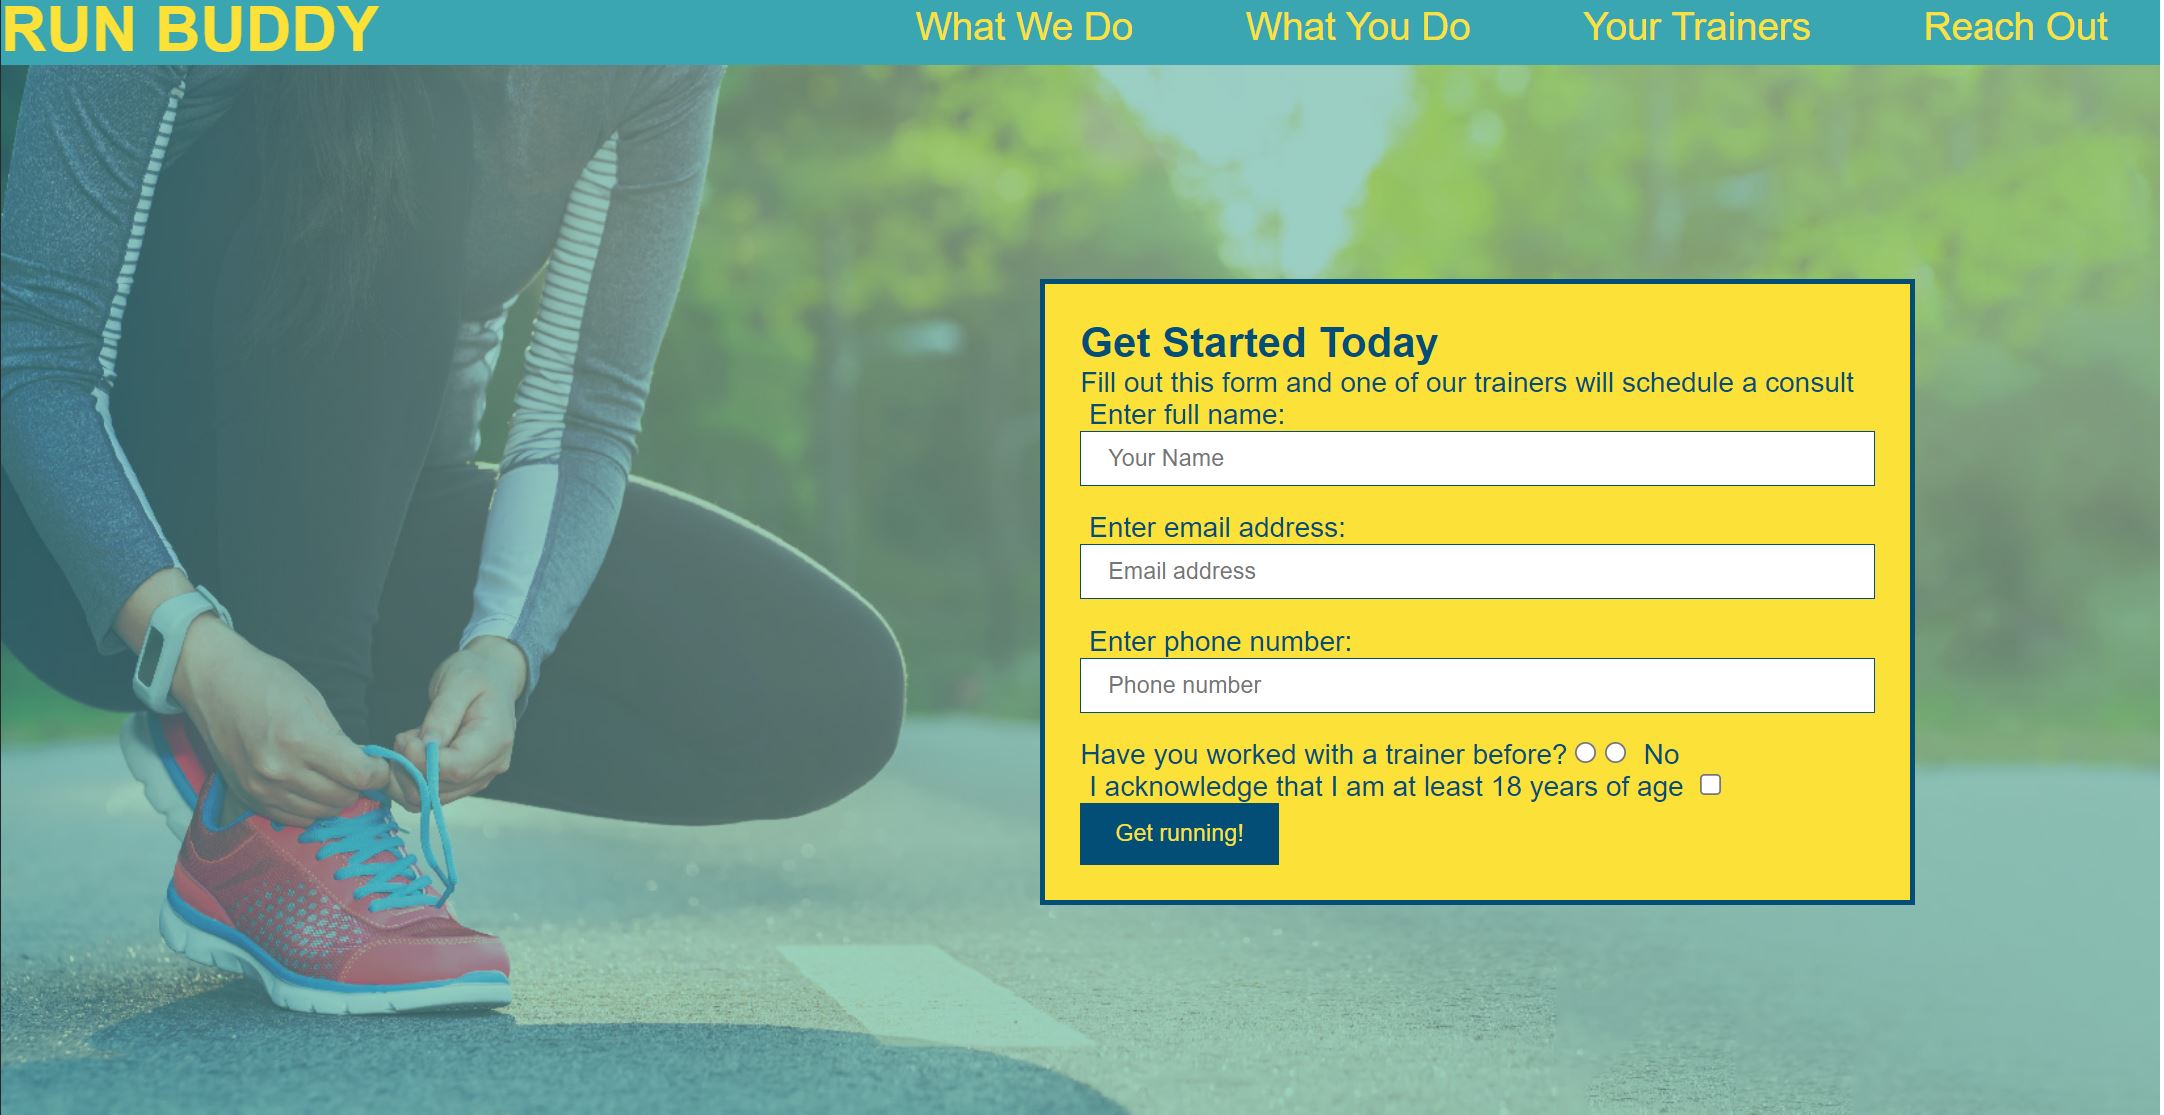 RUN BUDDY
What We Do
What You Do
Your Trainers
Reach Out
Get Started Today
Fill out this form and one of our trainers will schedule a consult
Enter full name:
Your Name
Enter email address:
Email address
Enter phone number:
Phone number
Have you worked with a trainer before? No
I acknowledge that I am at least 18 years of age
Get running!